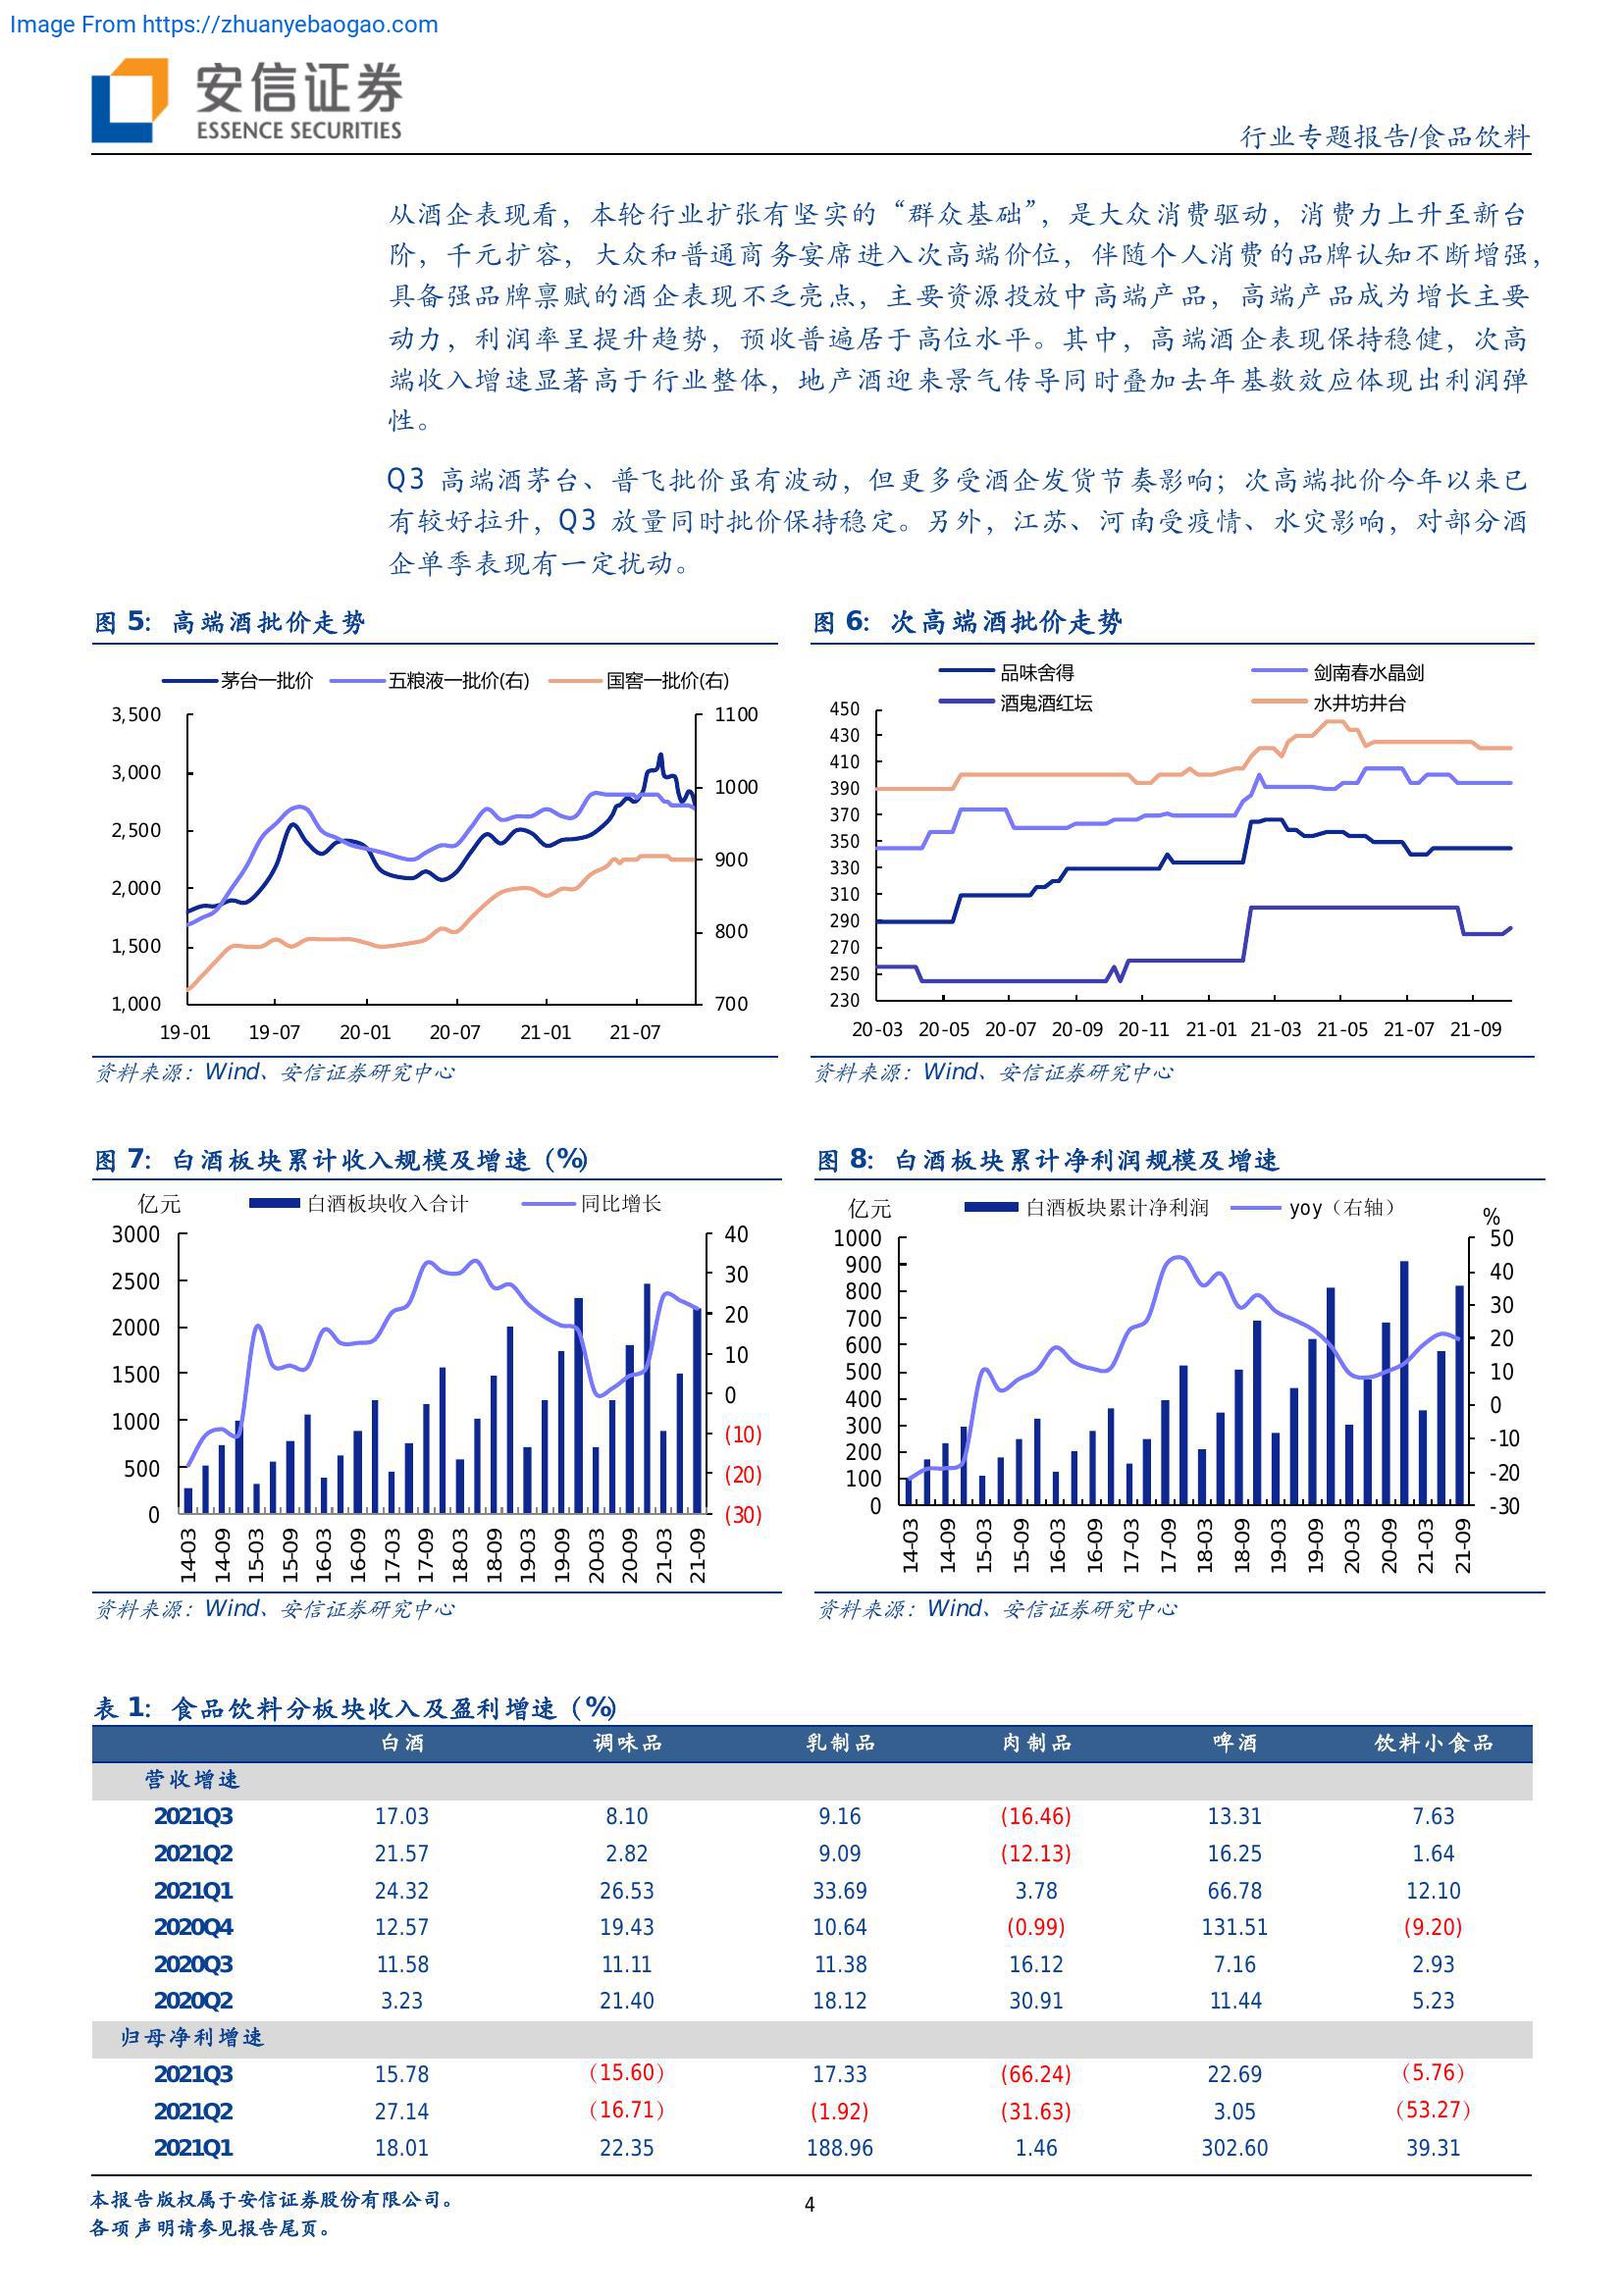 Image From https://zhuanyebaogao.com
安信证券
ESSENCE SECURITIES
行业专题报告/食品饮料
从酒企表现看，本轮行业扩张有坚实的“群众基础”，是大众消费驱动，消费力上升至新台
阶，千元扩容，大众和普通商务宴席进入次高端价位，伴随个人消费的品牌认知不断增强，
具备强品牌禀赋的酒企表现不乏亮点，主要资源投放中高端产品，高端产品成为增长主要
动力，利润率呈提升趋势，预收普遍居于高位水平。其中，高端酒企表现保持稳健，次高
端收入增速显著高于行业整体，地产酒迎来景气传导同时叠加去年基数效应体现出利润弹
性。
Q3 高端酒茅台、普飞批价虽有波动，但更多受酒企发货节奏影响；次高端批价今年以来已
有较好拉升，Q3 放量同时批价保持稳定。另外，江苏、河南受疫情、水灾影响，对部分酒
企单季表现有一定扰动。
图 5：高端酒批价走势
茅台一批价 五粮液一批价(右) 国窖一批价(右)
3,500 1100
3,000 1000
2,500 900
2,000 800
1,500
1,000 700
19-01 19-07 20-01 20-07 21-01 21-07
资料来源：Wind、安信证券研究中心
图 6：次高端酒批价走势
品味舍得 剑南春水晶剑
酒鬼酒红坛 水井坊井台
450
430
410
390
370
350
330
310
290
270
250
230
20-03 20-05 20-07 20-09 20-11 21-01 21-03 21-05 21-07 21-09
资料来源：Wind、安信证券研究中心
图 7：白酒板块累计收入规模及增速（%）
亿元 白酒板块收入合计 同比增长
3000 40
2500 30
2000 20
1500 10
1000 0
500 (10)
0 (20)
(30)
14-03 14-09 15-03 15-09 16-03 16-09 17-03 17-09 18-03 18-09 19-03 19-09 20-03 20-09 21-03 21-09
资料来源：Wind、安信证券研究中心
图 8：白酒板块累计净利润规模及增速
亿元 白酒板块累计净利润 yoy（右轴） %
1000 50
900 40
800 30
700 20
600 10
500 0
400 -10
300 -20
200 -30
100
0
14-03 14-09 15-03 15-09 16-03 16-09 17-03 17-09 18-03 18-09 19-03 19-09 20-03 20-09 21-03 21-09
资料来源：Wind、安信证券研究中心
表 1：食品饮料分板块收入及盈利增速（%）
白酒 调味品 乳制品 肉制品 啤酒 饮料小食品
营收增速
2021Q3 17.03 8.10 9.16 (16.46) 13.31 7.63
2021Q2 21.57 2.82 9.09 (12.13) 16.25 1.64
2021Q1 24.32 26.53 33.69 3.78 66.78 12.10
2020Q4 12.57 19.43 10.64 (0.99) 131.51 (9.20)
2020Q3 11.58 11.11 11.38 16.12 7.16 2.93
2020Q2 3.23 21.40 18.12 30.91 11.44 5.23
归母净利增速
2021Q3 15.78 （15.60） 17.33 (66.24) 22.69 （5.76）
2021Q2 27.14 （16.71） (1.92) (31.63) 3.05 （53.27）
2021Q1 18.01 22.35 188.96 1.46 302.60 39.31
本报告版权属于安信证券股份有限公司。
各项声明请参见报告尾页。
4